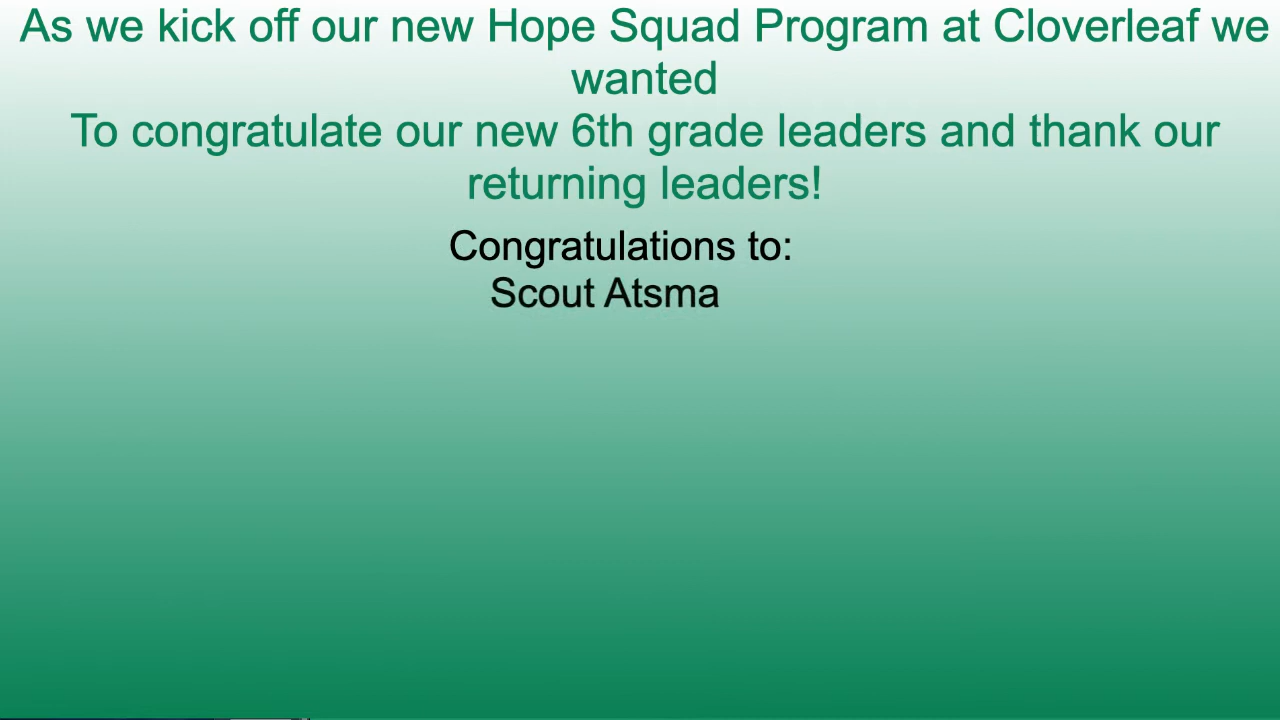 As we kick off our new Hope Squad Program at Cloverleaf we
wanted
To congratulate our new 6th grade leaders and thank our
returning leaders!
Congratulations to:
Scout Atsma